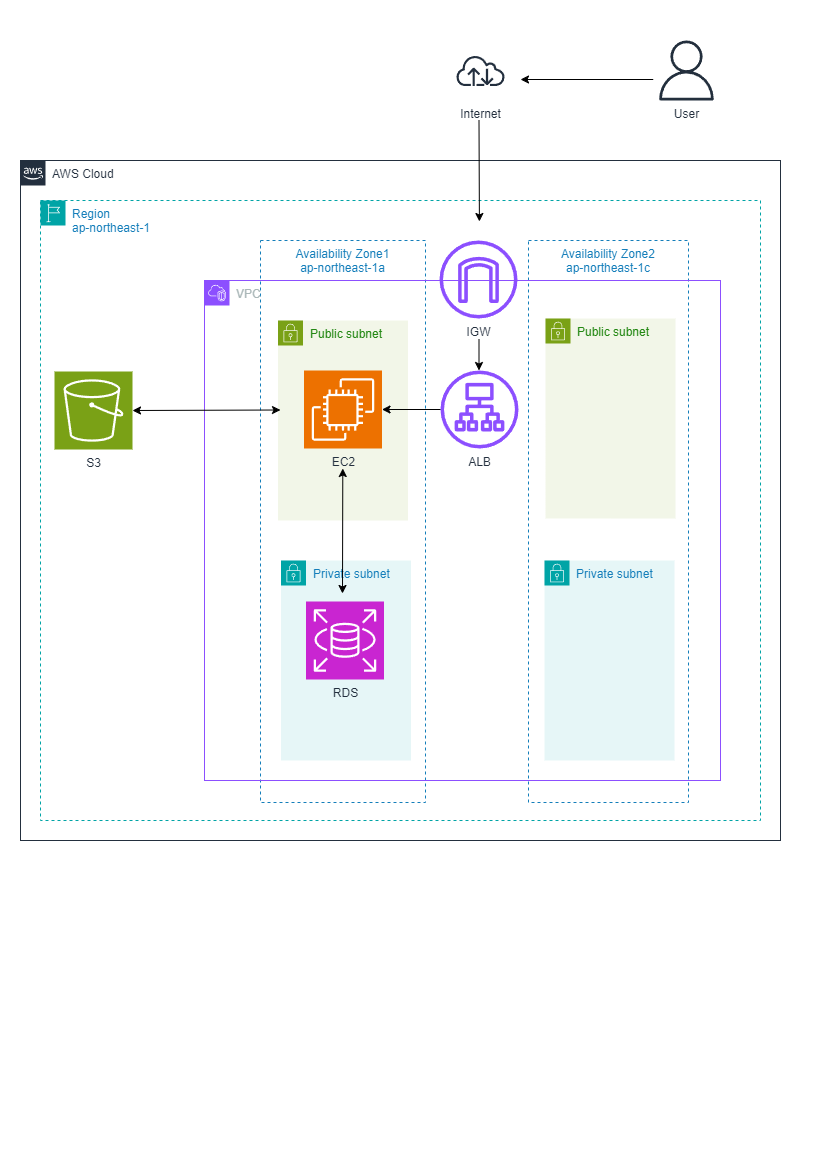 Internet
User
aws
AWS Cloud
Region
ap-northeast-1
Availability Zone1
ap-northeast-1a
Availability Zone2
ap-northeast-1c
VPC
IGW
Public subnet
Public subnet
S3
EC2
ALB
Private subnet
Private subnet
RDS